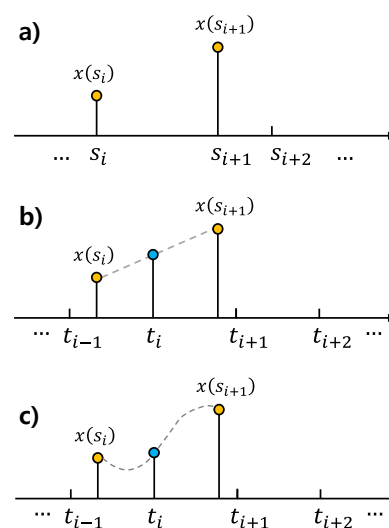 a)
x(s_{i+1})
x(s_i)
... s_i s_{i+1} s_{i+2} ...
b)
x(s_{i+1})
x(s_i)
... t_{i−1} t_i t_{i+1} t_{i+2} ...
c)
x(s_{i+1})
x(s_i)
... t_{i−1} t_i t_{i+1} t_{i+2} ...